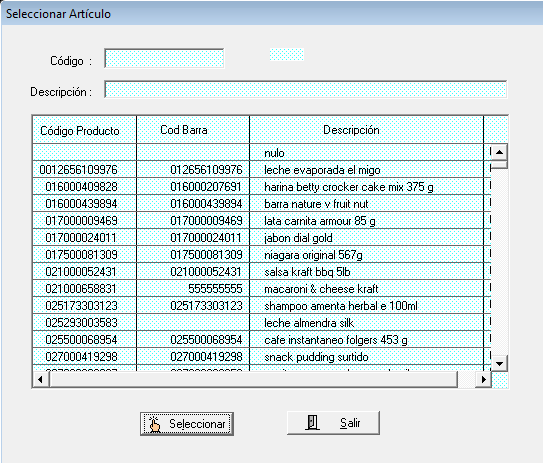 Seleccionar Artículo
Código :
Descripción :
Código Producto Cod Barra Descripción
nulo
0012656109976 012656109976 leche evaporada el migo
016000409828 016000207691 harina betty crocker cake mix 375 g
016000439894 016000439894 barra nature v fruit nut
017000009469 017000009469 lata carnita armour 85 g
017000024011 017000024011 jabon dial gold
017500081309 017500081309 niagara original 567g
021000052431 021000052431 salsa kraft bbq 5lb
021000658831 555555555 macaroni & cheese kraft
025173303123 025173303123 shampoo amenta herbal e 100ml
025293003583 leche almendra silk
025500068954 025500068954 cafe instantaneo folgers 453 g
027000419298 027000419298 snack pudding surtido
Seleccionar Salir